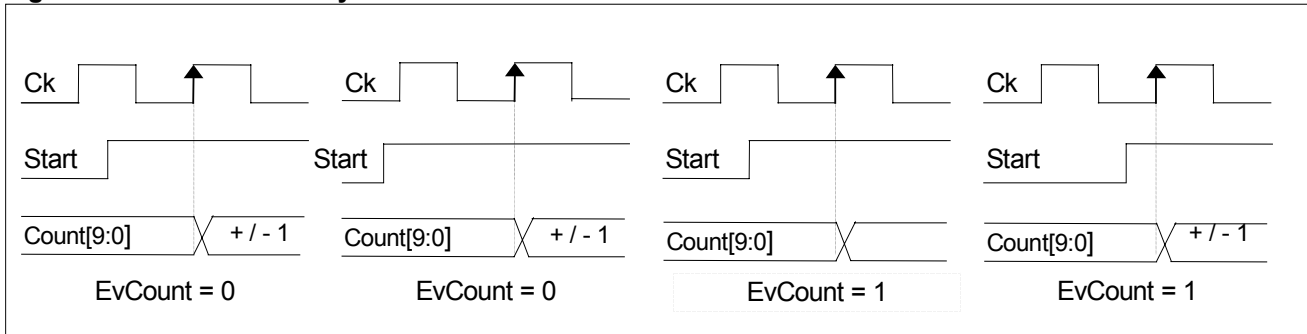 Ck
Ck
Ck
Ck
Start
Start
Start
Start
Count[9:0]
+ / - 1
Count[9:0]
+ / - 1
Count[9:0]
Count[9:0]
+ / - 1
EvCount = 0
EvCount = 0
EvCount = 1
EvCount = 1